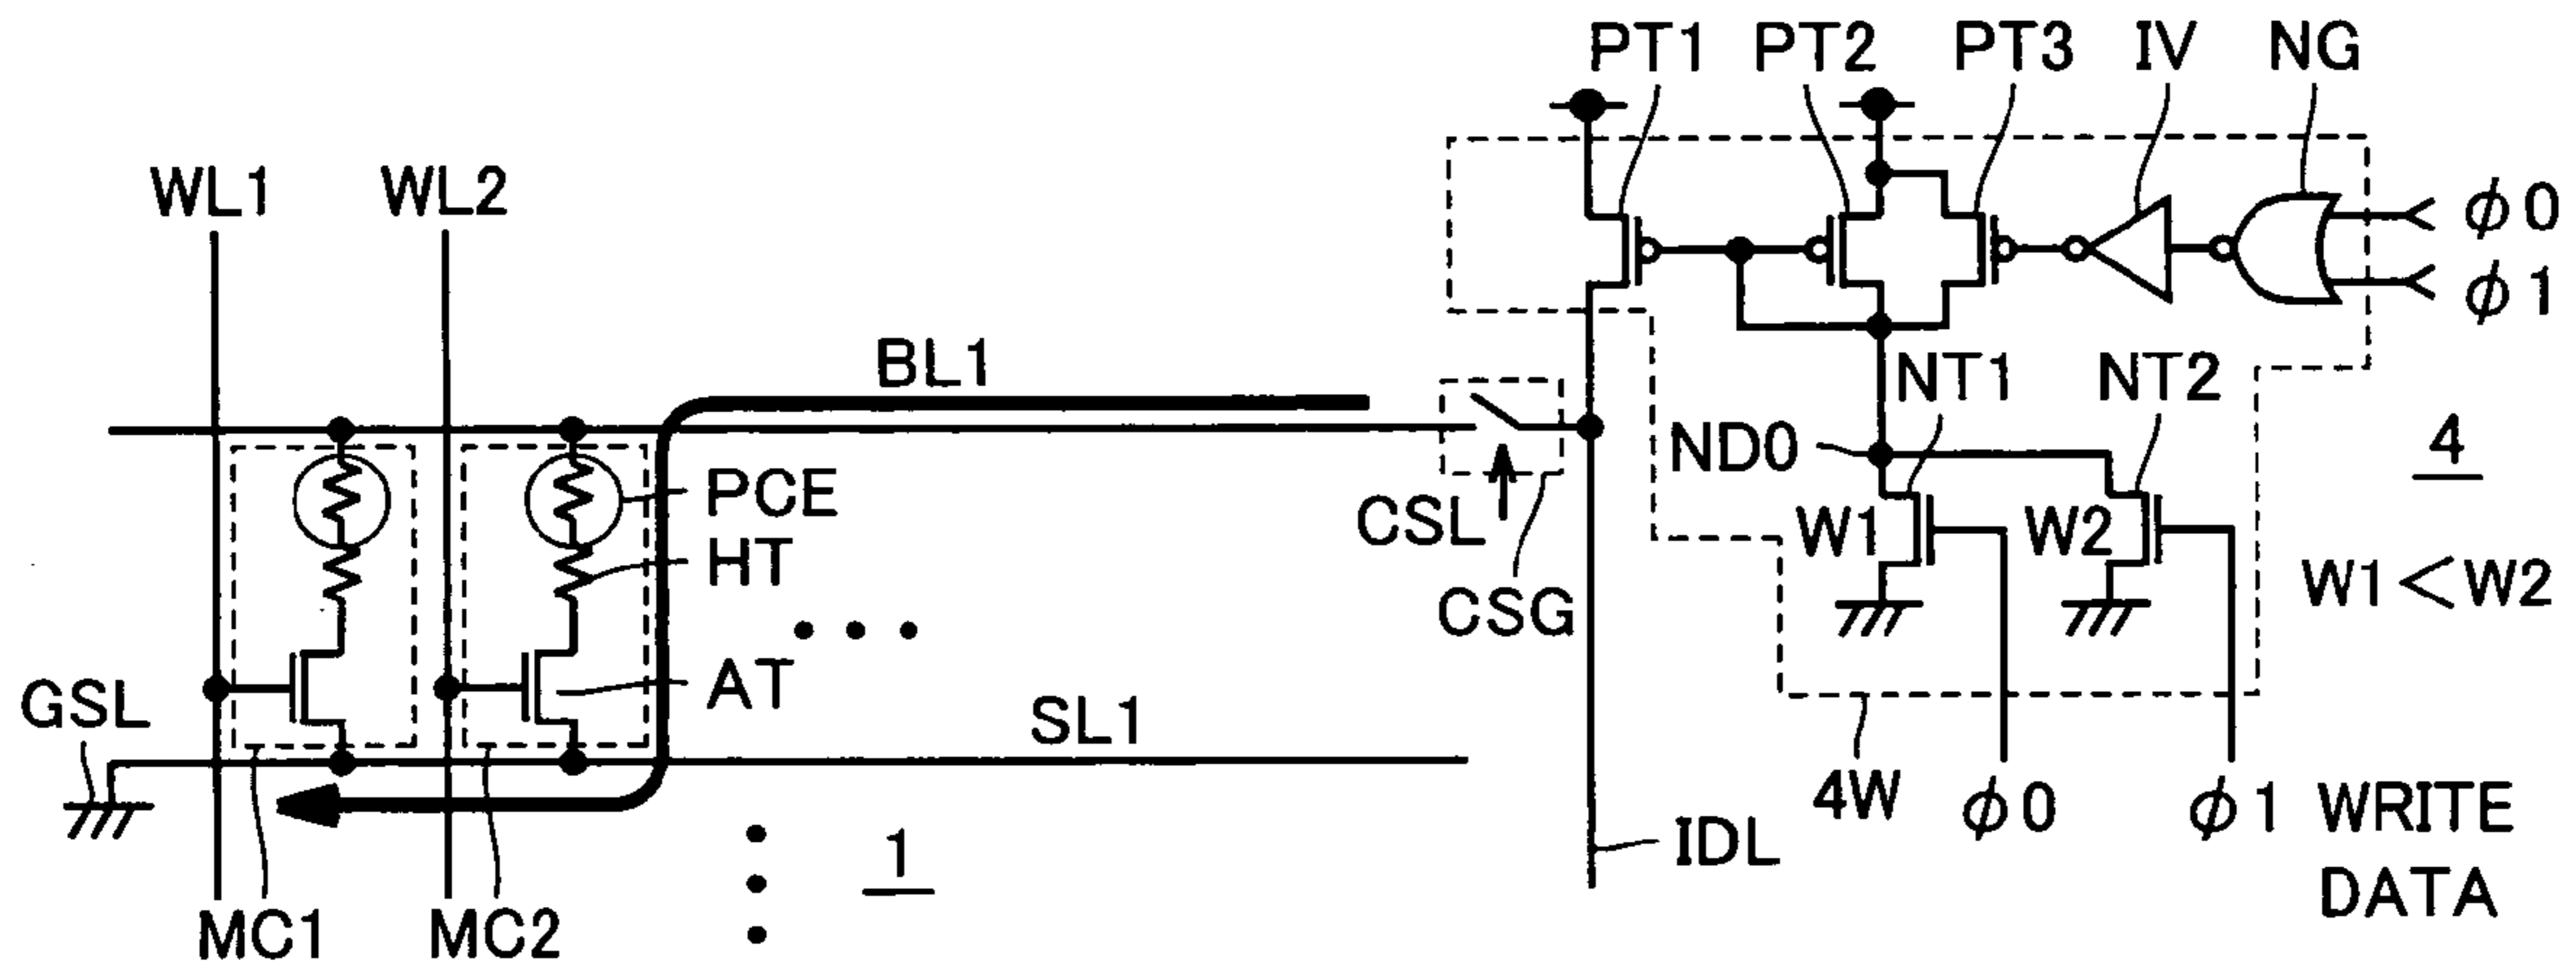 PT1 PT2 PT3 IV NG
WL1 WL2
ϕ0
ϕ1
BL1
NT1 NT2
ND0
4
PCE
CSL
W1 W2
HT
W1<W2
CSG
AT
GSL
SL1
4W ϕ0 ϕ1 WRITE
DATA
IDL
1
MC1 MC2